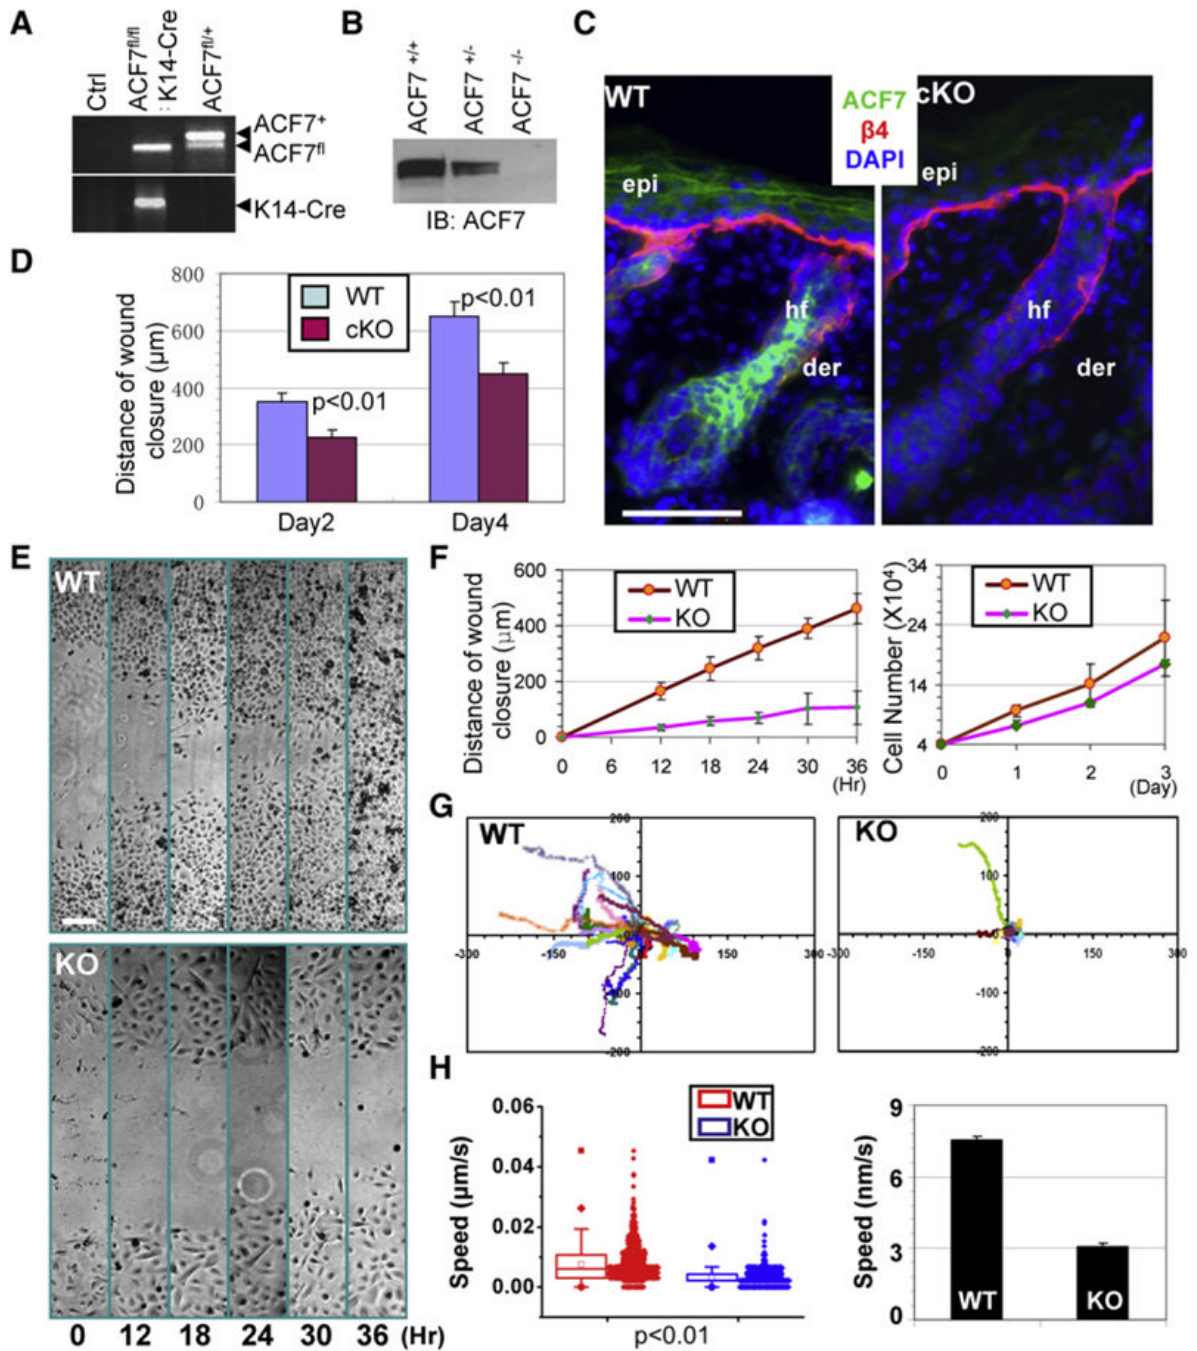 A
Ctrl
ACF7fl/fl
: K14-Cre
ACF7fl/+
ACF7+
ACF7fl
K14-Cre
B
ACF7 +/+
ACF7 +/-
ACF7 -/-
IB: ACF7
C
WT
ACF7
β4
DAPI
cKO
epi
hf
der
epi
hf
der
D
Distance of wound
closure (μm)
800
600
400
200
0
WT
cKO
p<0.01
p<0.01
Day2
Day4
E
WT
KO
0 12 18 24 30 36 (Hr)
F
Distance of wound
closure (μm)
600
400
200
0
WT
KO
0 6 12 18 24 30 36
(Hr)
Cell Number (X10⁴)
34
24
14
4
WT
KO
0 1 2 3
(Day)
G
WT
200
100
-300 -150 0 150 300
-100
-200
KO
200
100
-300 -150 0 150 300
-100
-200
H
Speed (μm/s)
0.06
0.04
0.02
0.00
WT
KO
p<0.01
Speed (nm/s)
9
6
3
0
WT
KO